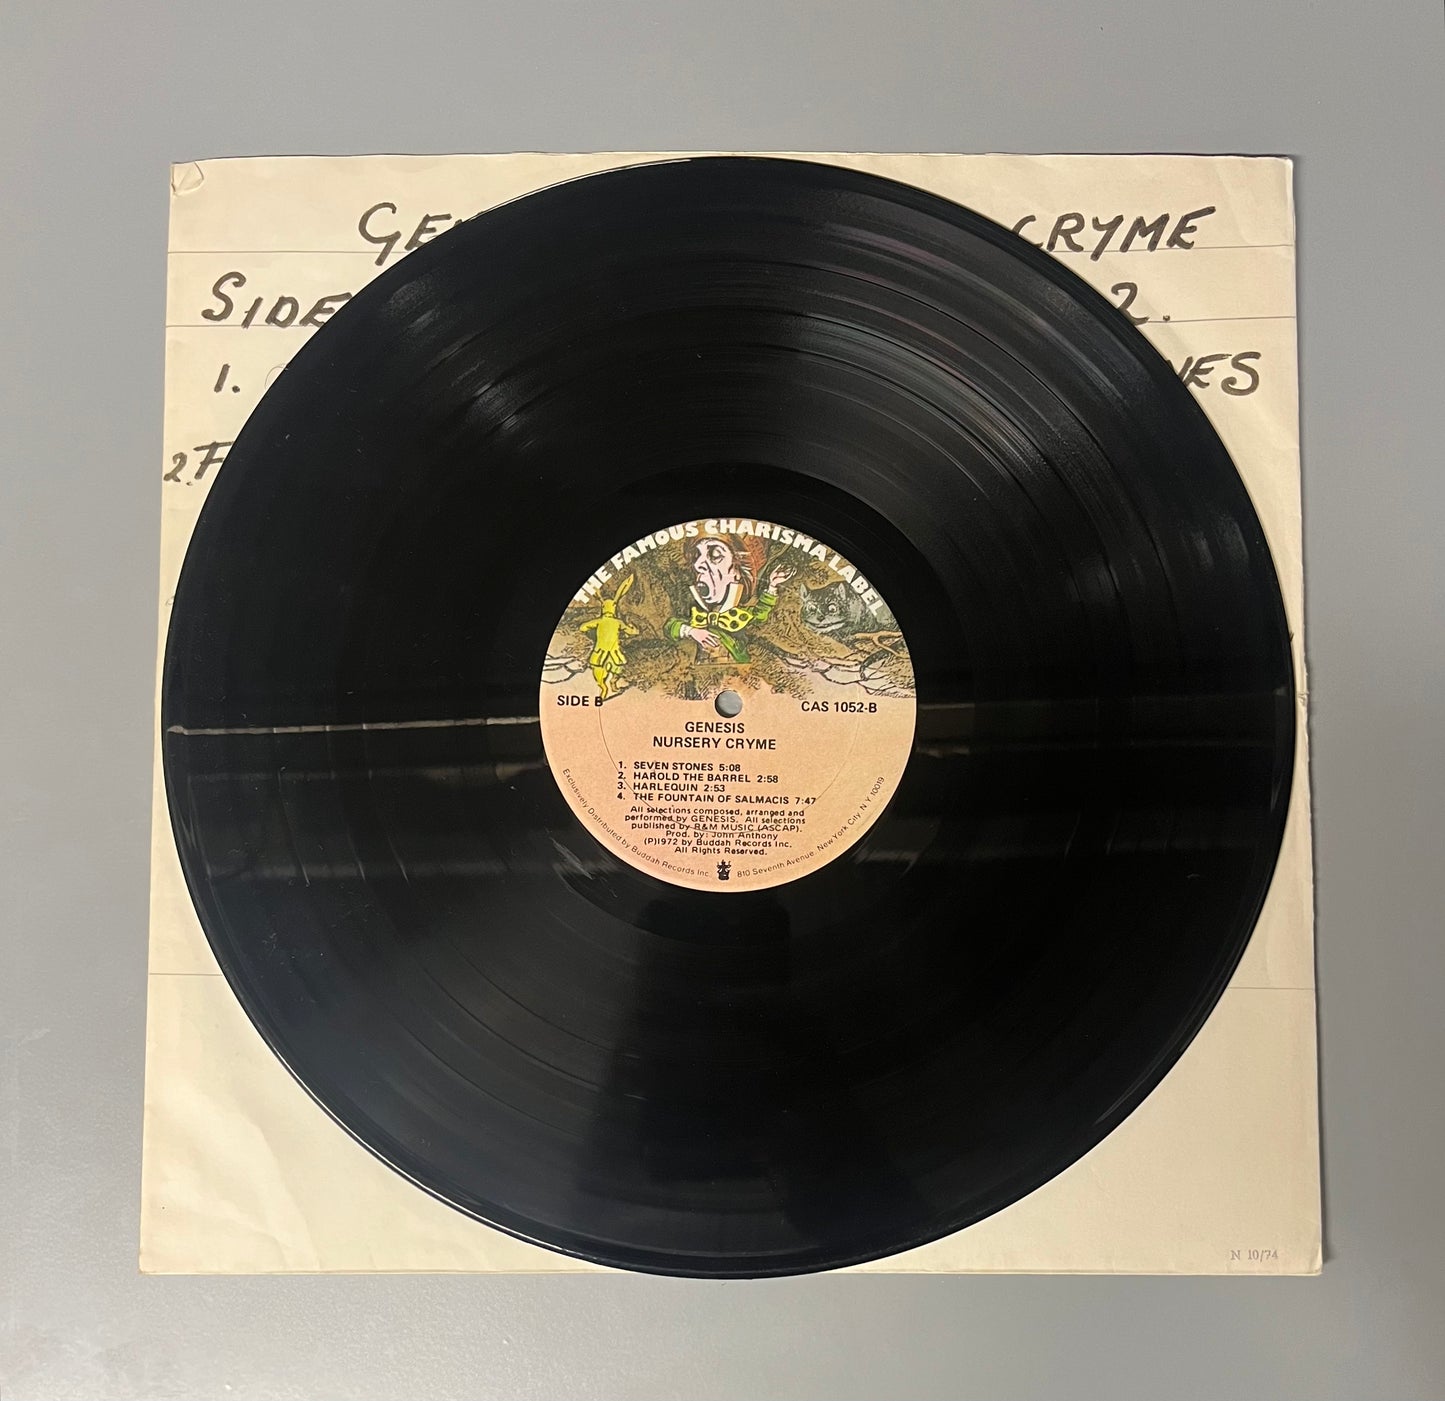 CRYME
SIDE
2.
1.
2. F
THE FAMOUS CHARISMA LABEL
SIDE B
CAS 1052-B
GENESIS
NURSERY CRYME
1. SEVEN STONES 5:08
2. HAROLD THE BARREL 2:58
3. HARLEQUIN 2:53
4. THE FOUNTAIN OF SALMACIS 7:47
All selections composed, arranged and
performed by GENESIS. All selections
published by R&M MUSIC (ASCAP).
Prod. by: John Anthony
(P)1972 by Buddah Records Inc.
All Rights Reserved.
Exclusively Distributed by Buddah Records Inc. 810 Seventh Avenue, New York City, N.Y. 10019
N 10/74